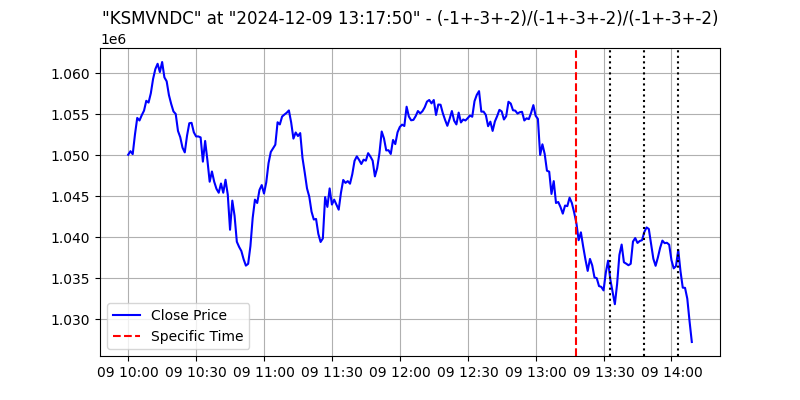 "KSMVNDC" at "2024-12-09 13:17:50" - (-1+-3+-2)/(-1+-3+-2)/(-1+-3+-2)
1e6
1.060
1.055
1.050
1.045
1.040
1.035
1.030
Close Price
Specific Time
09 10:00 09 10:30 09 11:00 09 11:30 09 12:00 09 12:30 09 13:00 09 13:30 09 14:00